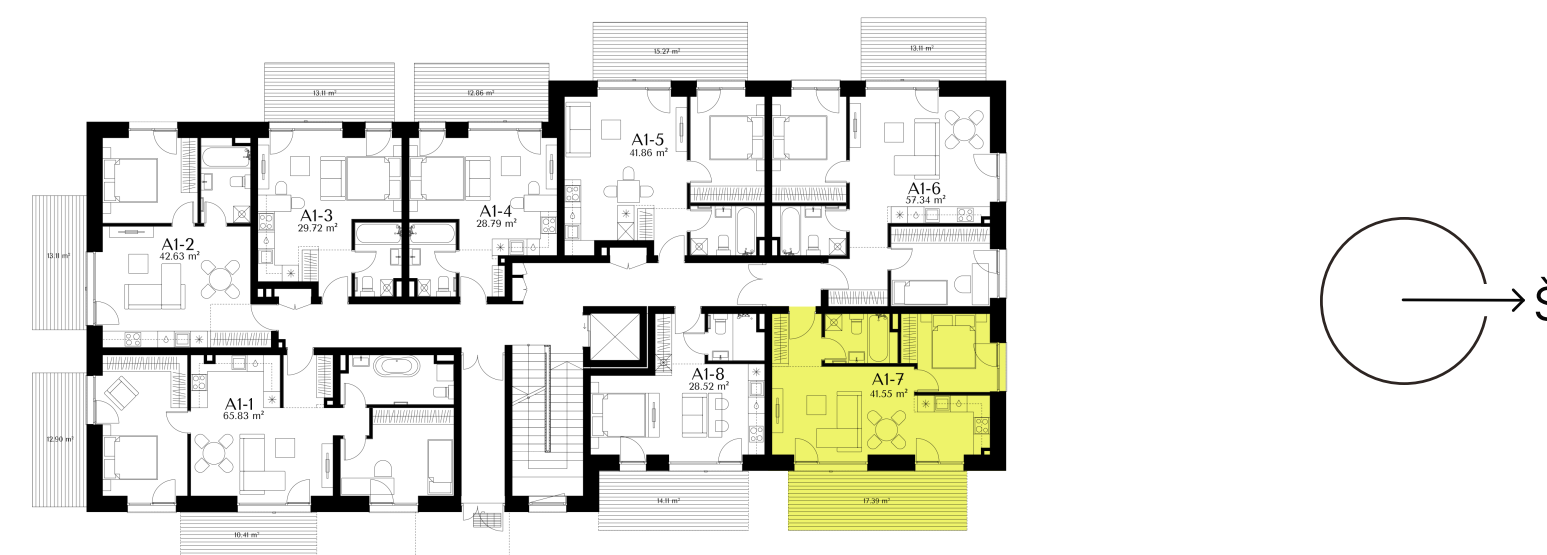 15.27 m²
13.11 m²
13.11 m²
12.86 m²
A1-5
41.86 m²
A1-6
57.34 m²
A1-3
29.72 m²
A1-4
28.79 m²
A1-2
42.63 m²
13.11 m²
A1-8
28.52 m²
A1-7
41.55 m²
A1-1
65.83 m²
12.90 m²
14.11 m²
17.39 m²
10.41 m²
Š